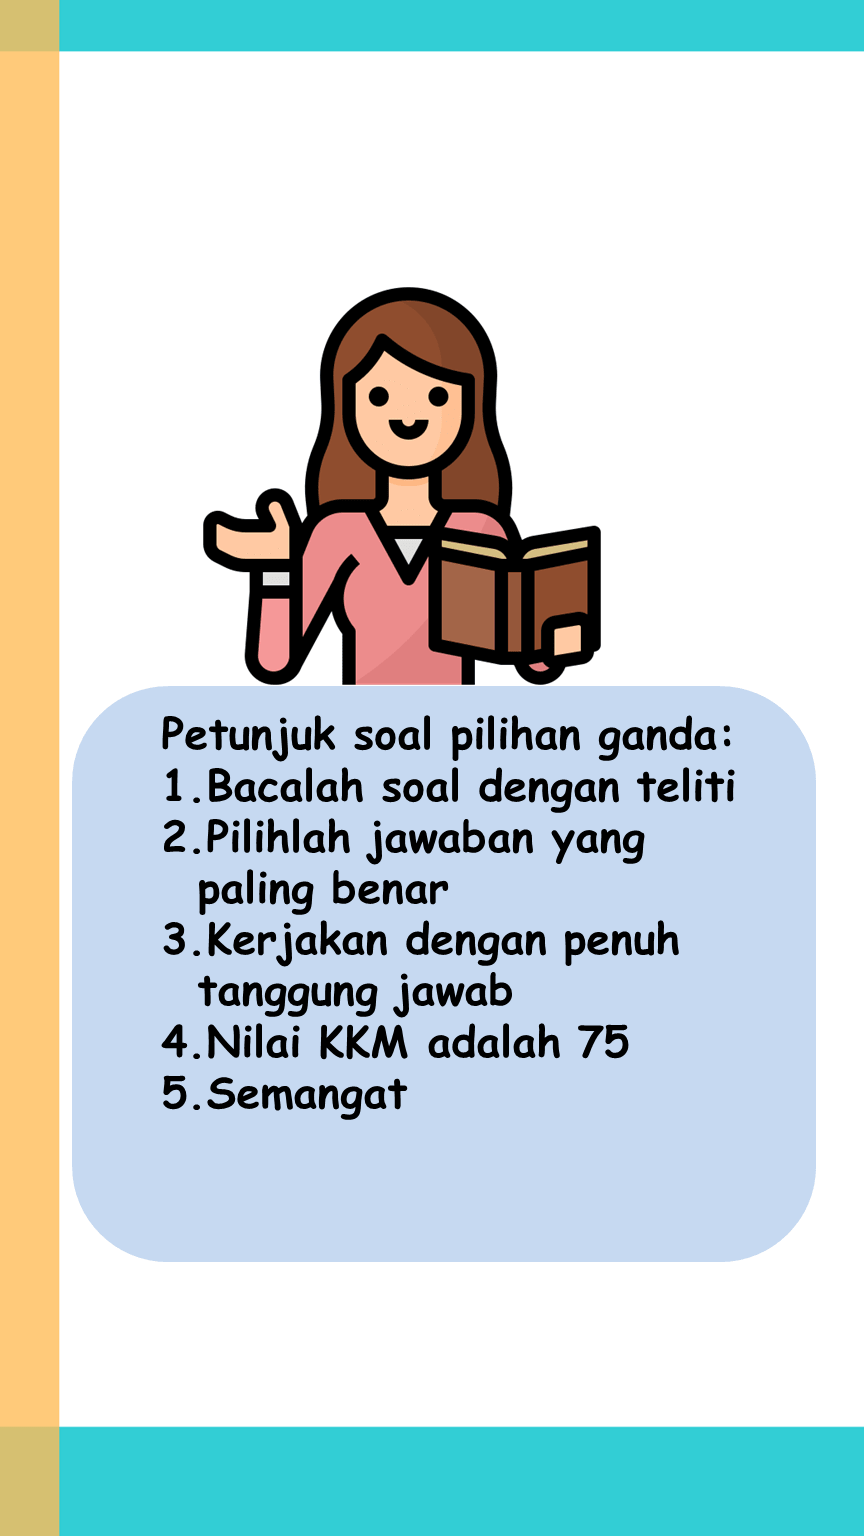 Petunjuk soal pilihan ganda:
1.Bacalah soal dengan teliti
2.Pilihlah jawaban yang
paling benar
3.Kerjakan dengan penuh
tanggung jawab
4.Nilai KKM adalah 75
5.Semangat